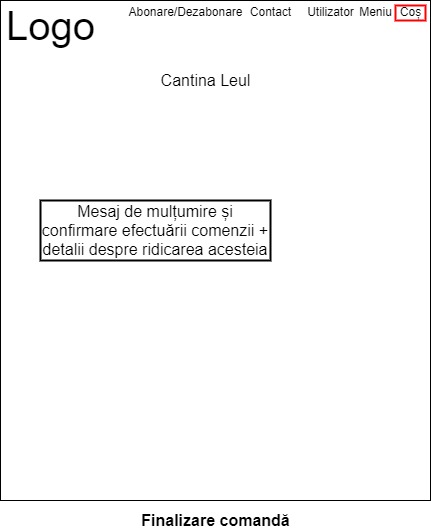 Logo
Abonare/Dezabonare Contact Utilizator Meniu Coș
Cantina Leul
Mesaj de mulțumire și
confirmare efectuării comenzii +
detalii despre ridicarea acesteia
Finalizare comandă